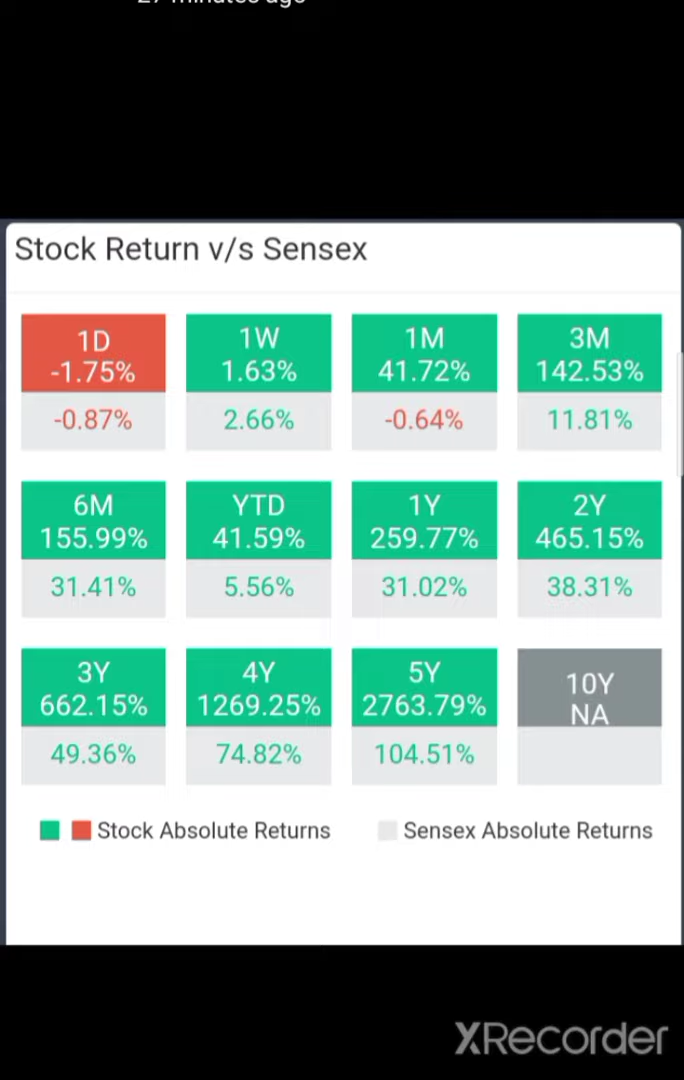 27 minutes ago
Stock Return v/s Sensex
1D 1W 1M 3M
-1.75% 1.63% 41.72% 142.53%
-0.87% 2.66% -0.64% 11.81%
6M YTD 1Y 2Y
155.99% 41.59% 259.77% 465.15%
31.41% 5.56% 31.02% 38.31%
3Y 4Y 5Y 10Y
662.15% 1269.25% 2763.79% NA
49.36% 74.82% 104.51%
Stock Absolute Returns Sensex Absolute Returns
XRecorder